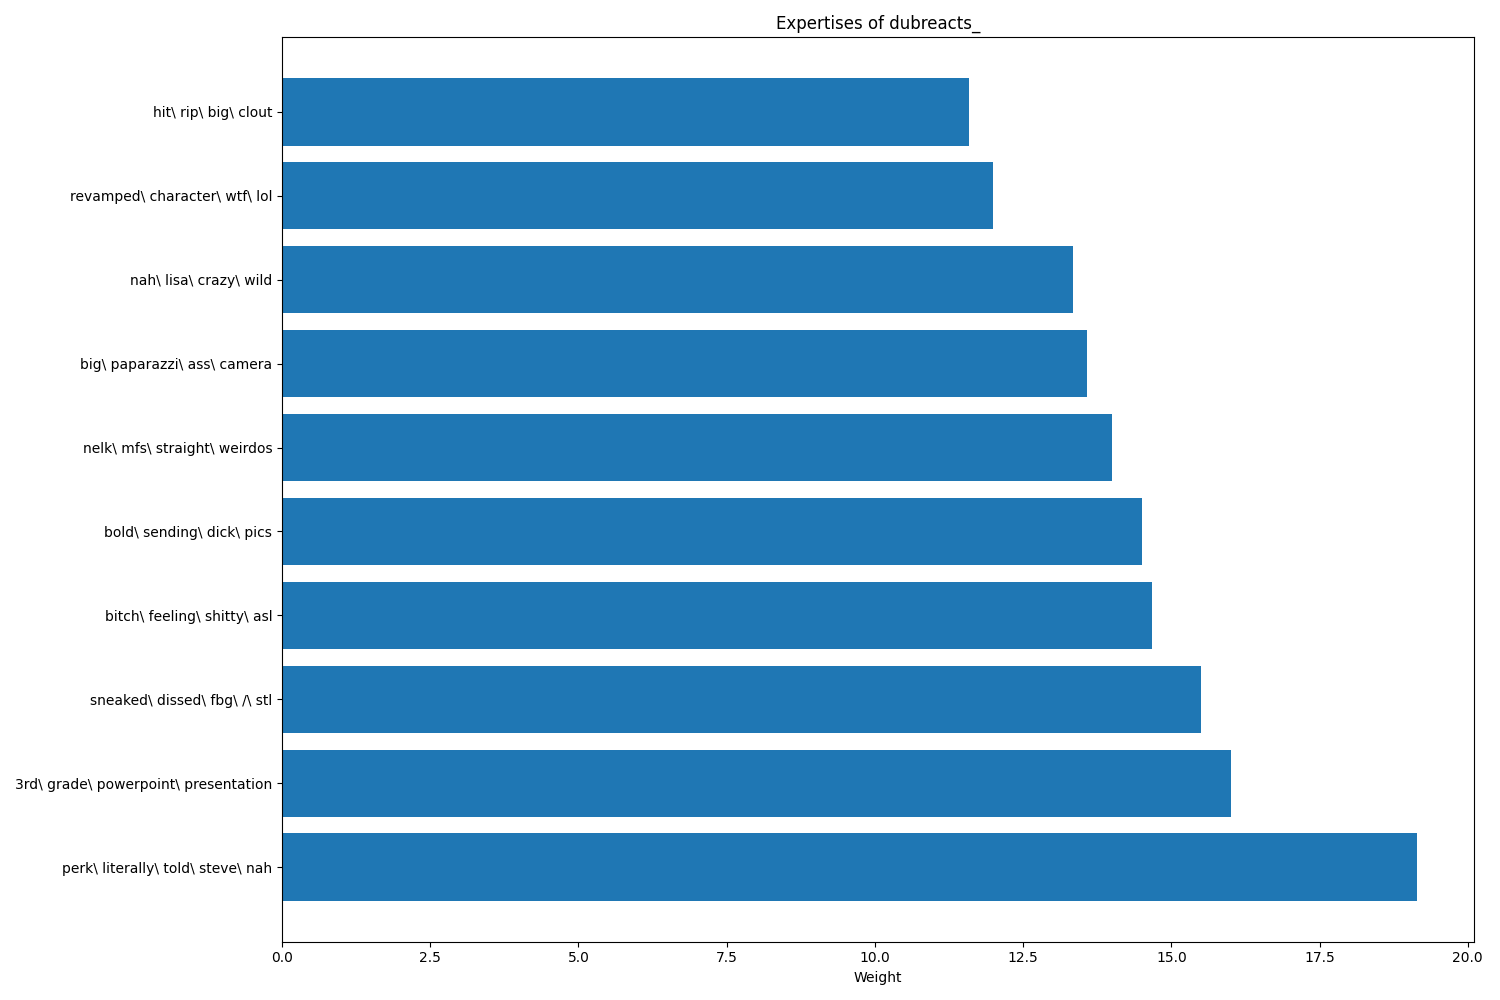 Expertises of dubreacts_
hit\ rip\ big\ clout
revamped\ character\ wtf\ lol
nah\ lisa\ crazy\ wild
big\ paparazzi\ ass\ camera
nelk\ mfs\ straight\ weirdos
bold\ sending\ dick\ pics
bitch\ feeling\ shitty\ asl
sneaked\ dissed\ fbg\ /\ stl
3rd\ grade\ powerpoint\ presentation
perk\ literally\ told\ steve\ nah
0.0 2.5 5.0 7.5 10.0 12.5 15.0 17.5 20.0
Weight